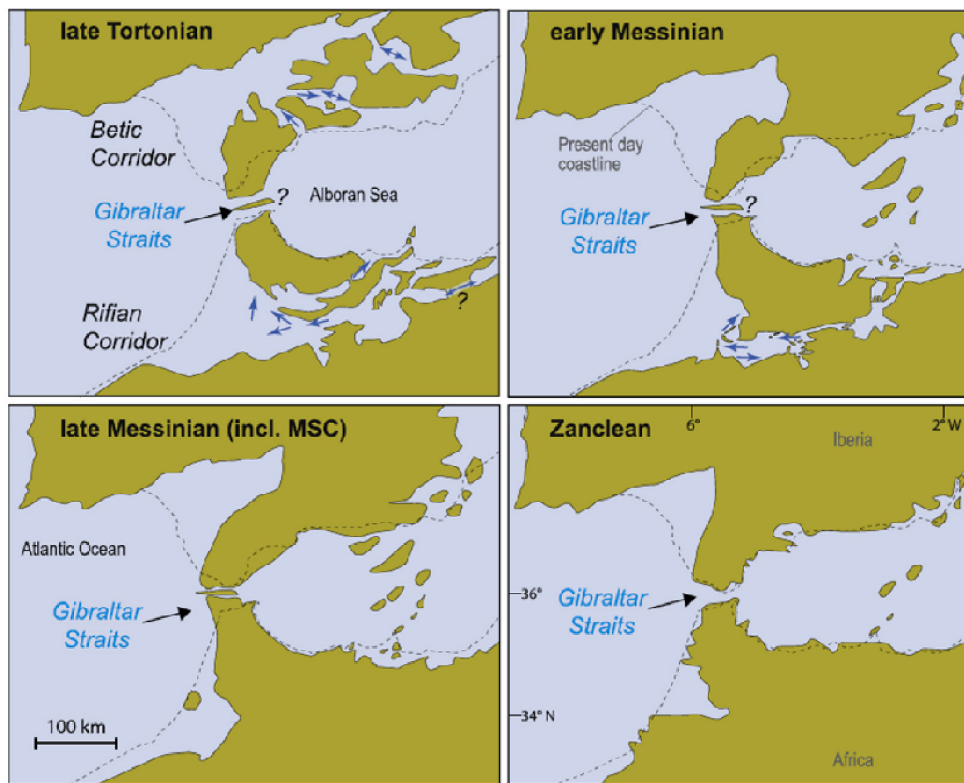 late Tortonian
Betic
Corridor
?
Alboran Sea
Gibraltar
Straits
Rifian
Corridor
?
early Messinian
Present day
coastline
?
Gibraltar
Straits
late Messinian (incl. MSC)
Atlantic Ocean
Gibraltar
Straits
100 km
Zanclean
6°
2° W
Iberia
36°
Gibraltar
Straits
34° N
Africa